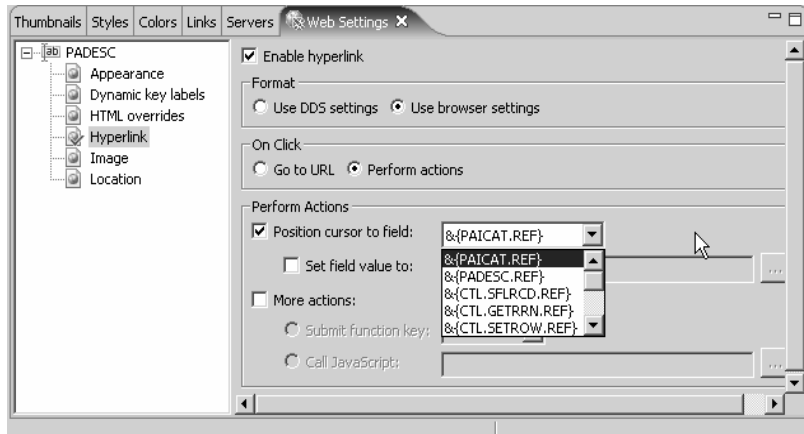 Thumbnails Styles Colors Links Servers Web Settings
PADESC
Appearance
Dynamic key labels
HTML overrides
Hyperlink
Image
Location
Enable hyperlink
Format
Use DDS settings Use browser settings
On Click
Go to URL Perform actions
Perform Actions
Position cursor to field: &{PAICAT.REF}
Set field value to: ...
&{PAICAT.REF}
&{PADESC.REF}
&{CTL.SFLRCD.REF}
&{CTL.GETRRN.REF}
&{CTL.SETROW.REF}
More actions:
Submit function key:
Call JavaScript: ...